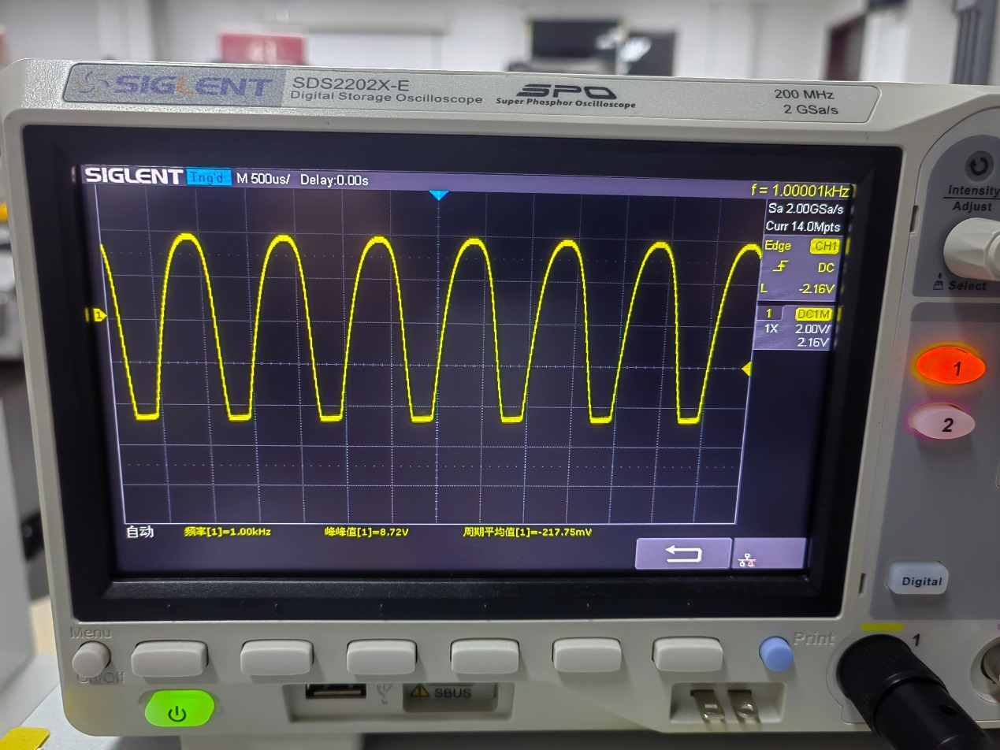 SIGLENT
SDS2202X-E
Digital Storage Oscilloscope
SPO
Super Phosphor Oscilloscope
200 MHz
2 GSa/s
SIGLENT Trig'd M 500us/ Delay:0.00s
f = 1.00001kHz
Sa 2.00GSa/s
Curr 14.0Mpts
Edge CH1
DC
L -2.16V
1 DC1M
1X 2.00V/
2.16V
1
自动 频率[1]=1.00kHz 峰峰值[1]=8.72V 周期平均值[1]=-217.75mV
Intensity
Adjust
Select
1
2
Digital
Menu
On/Off
Print
1
SBUS